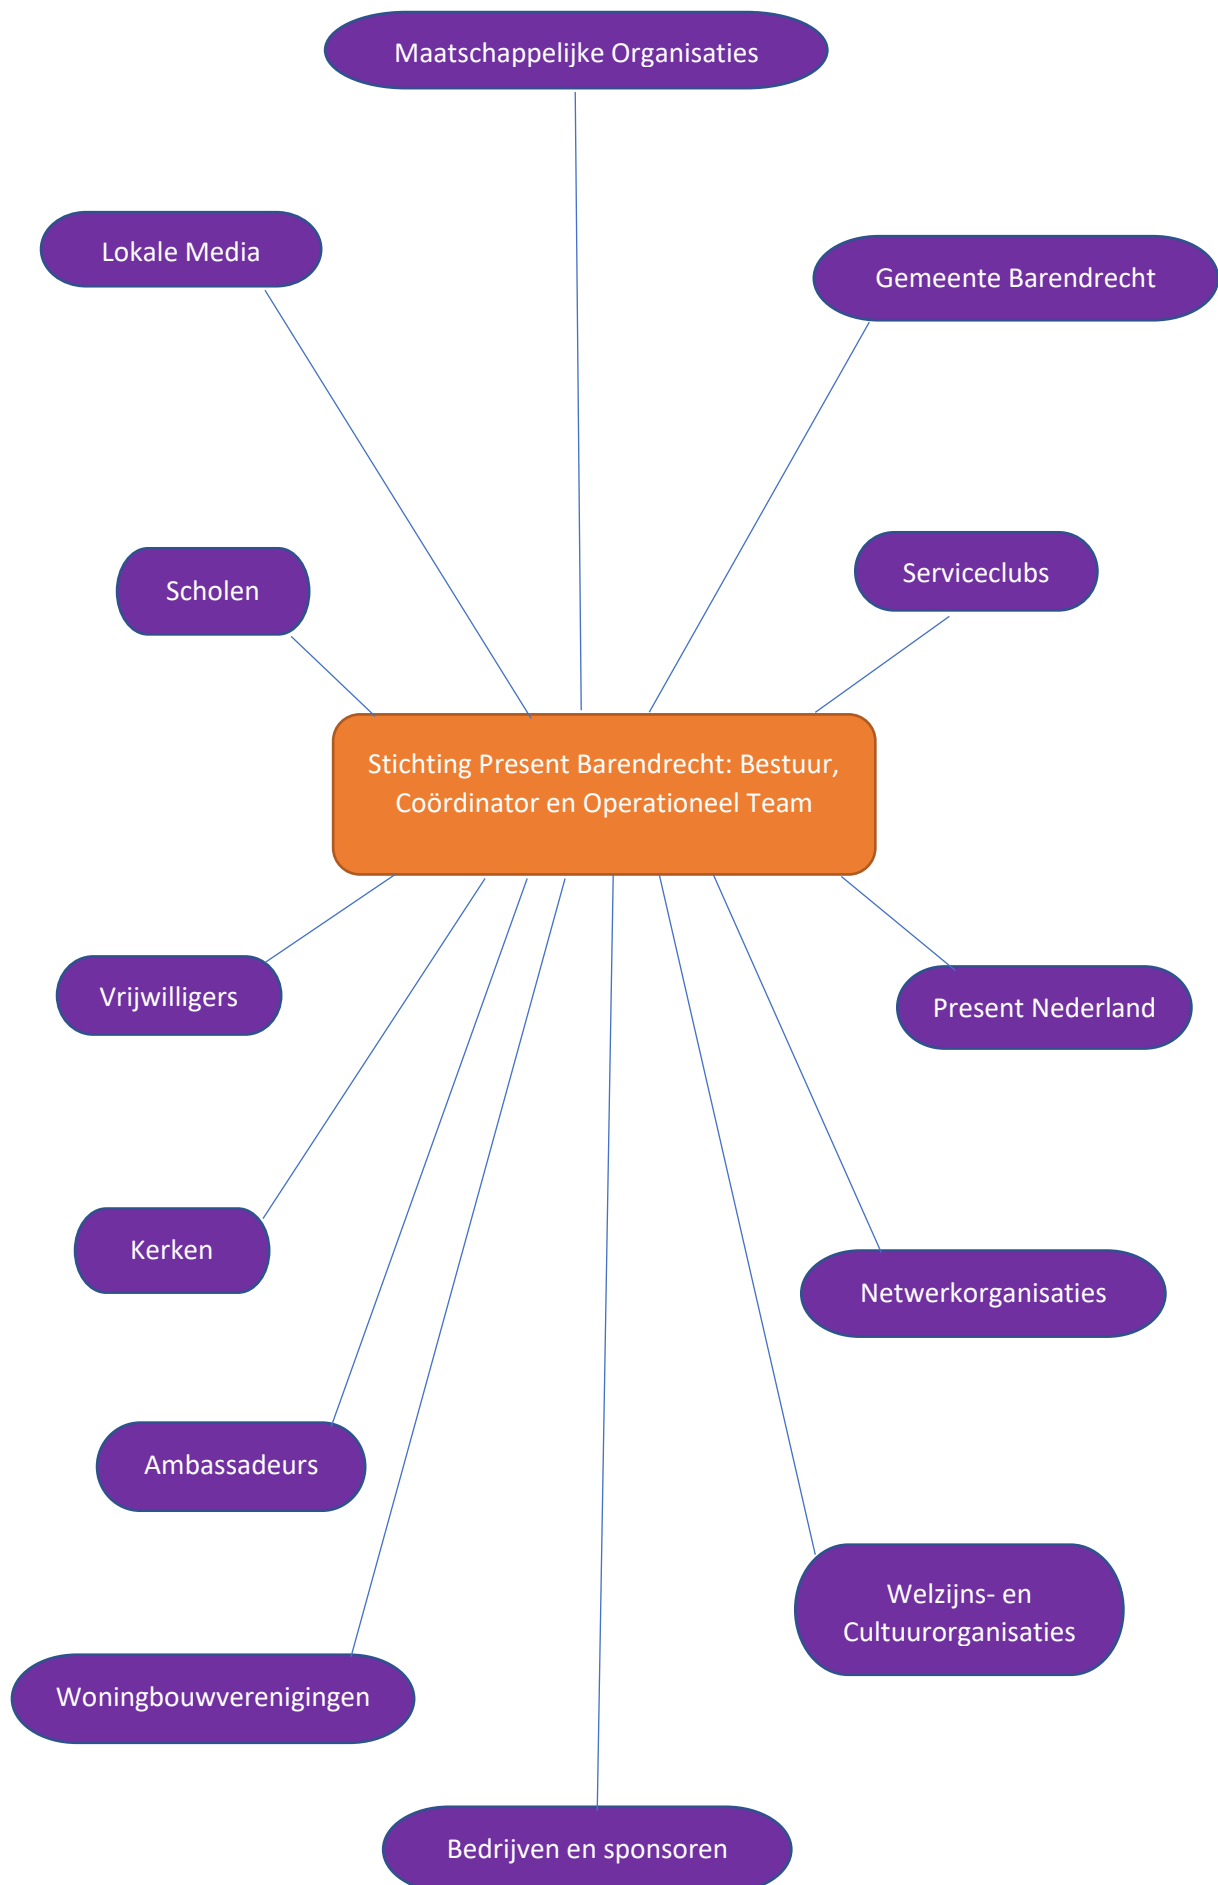 Maatschappelijke Organisaties
Lokale Media
Gemeente Barendrecht
Scholen
Serviceclubs
Stichting Present Barendrecht: Bestuur,
Coördinator en Operationeel Team
Vrijwilligers
Present Nederland
Kerken
Netwerkorganisaties
Ambassadeurs
Welzijns- en
Cultuurorganisaties
Woningbouwverenigingen
Bedrijven en sponsoren